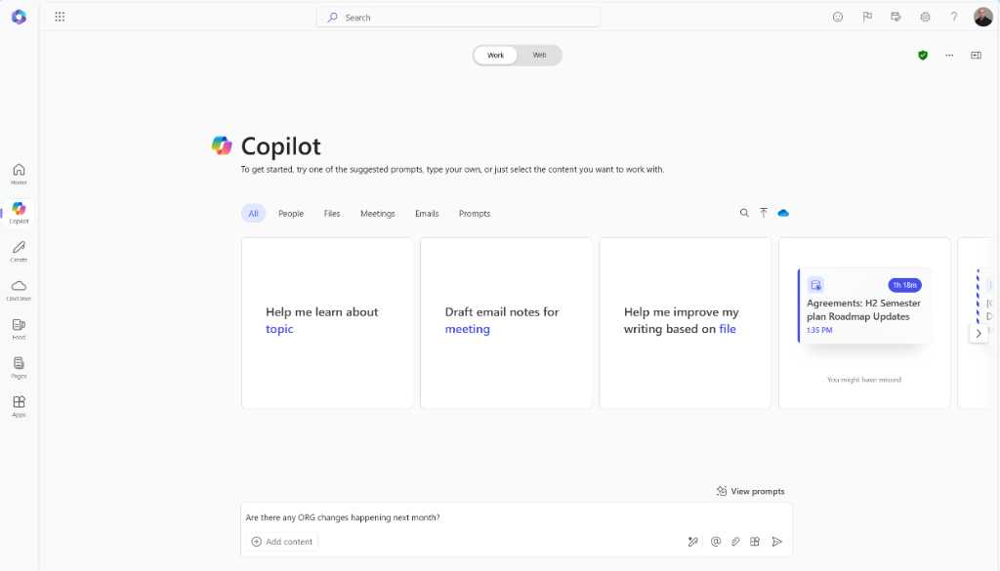 Search
Work
Web
Copilot
To get started, try one of the suggested prompts, type your own, or just select the content you want to work with.
All
People
Files
Meetings
Emails
Prompts
Home
Copilot
Create
OneDrive
Feed
Pages
Apps
Help me learn about
topic
Draft email notes for
meeting
Help me improve my
writing based on file
1h 18m
Agreements: H2 Semester
plan Roadmap Updates
1:35 PM
You might have missed
View prompts
Are there any ORG changes happening next month?
Add content